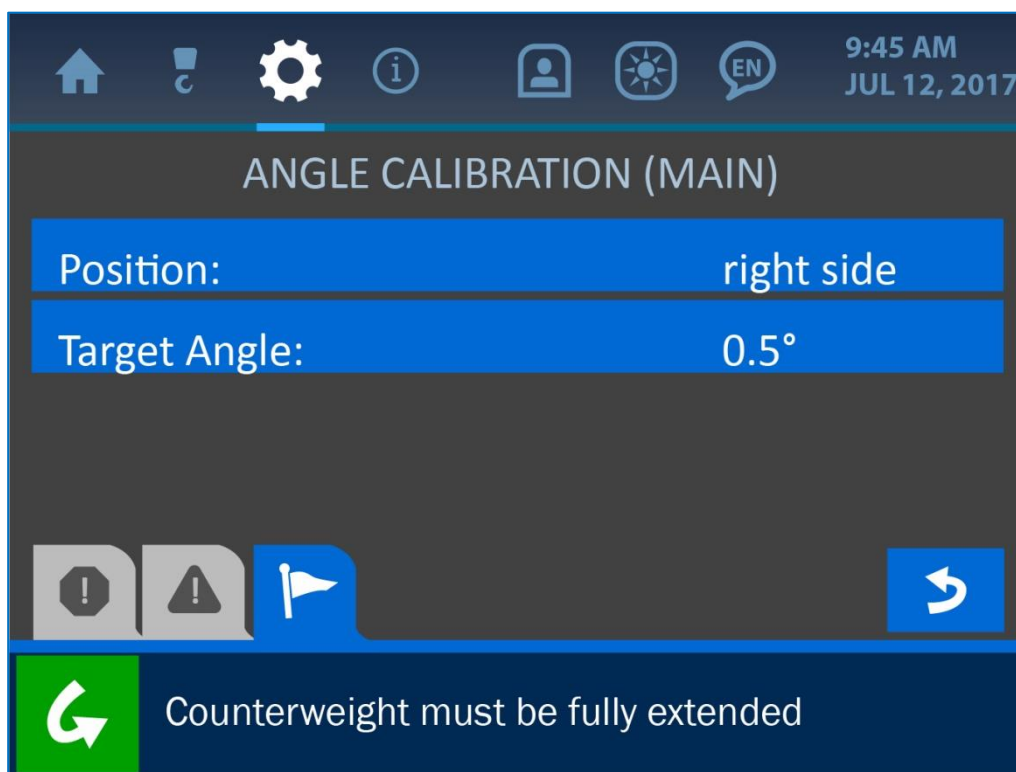 EN
9:45 AM
JUL 12, 2017
ANGLE CALIBRATION (MAIN)
Position: right side
Target Angle: 0.5°
Counterweight must be fully extended